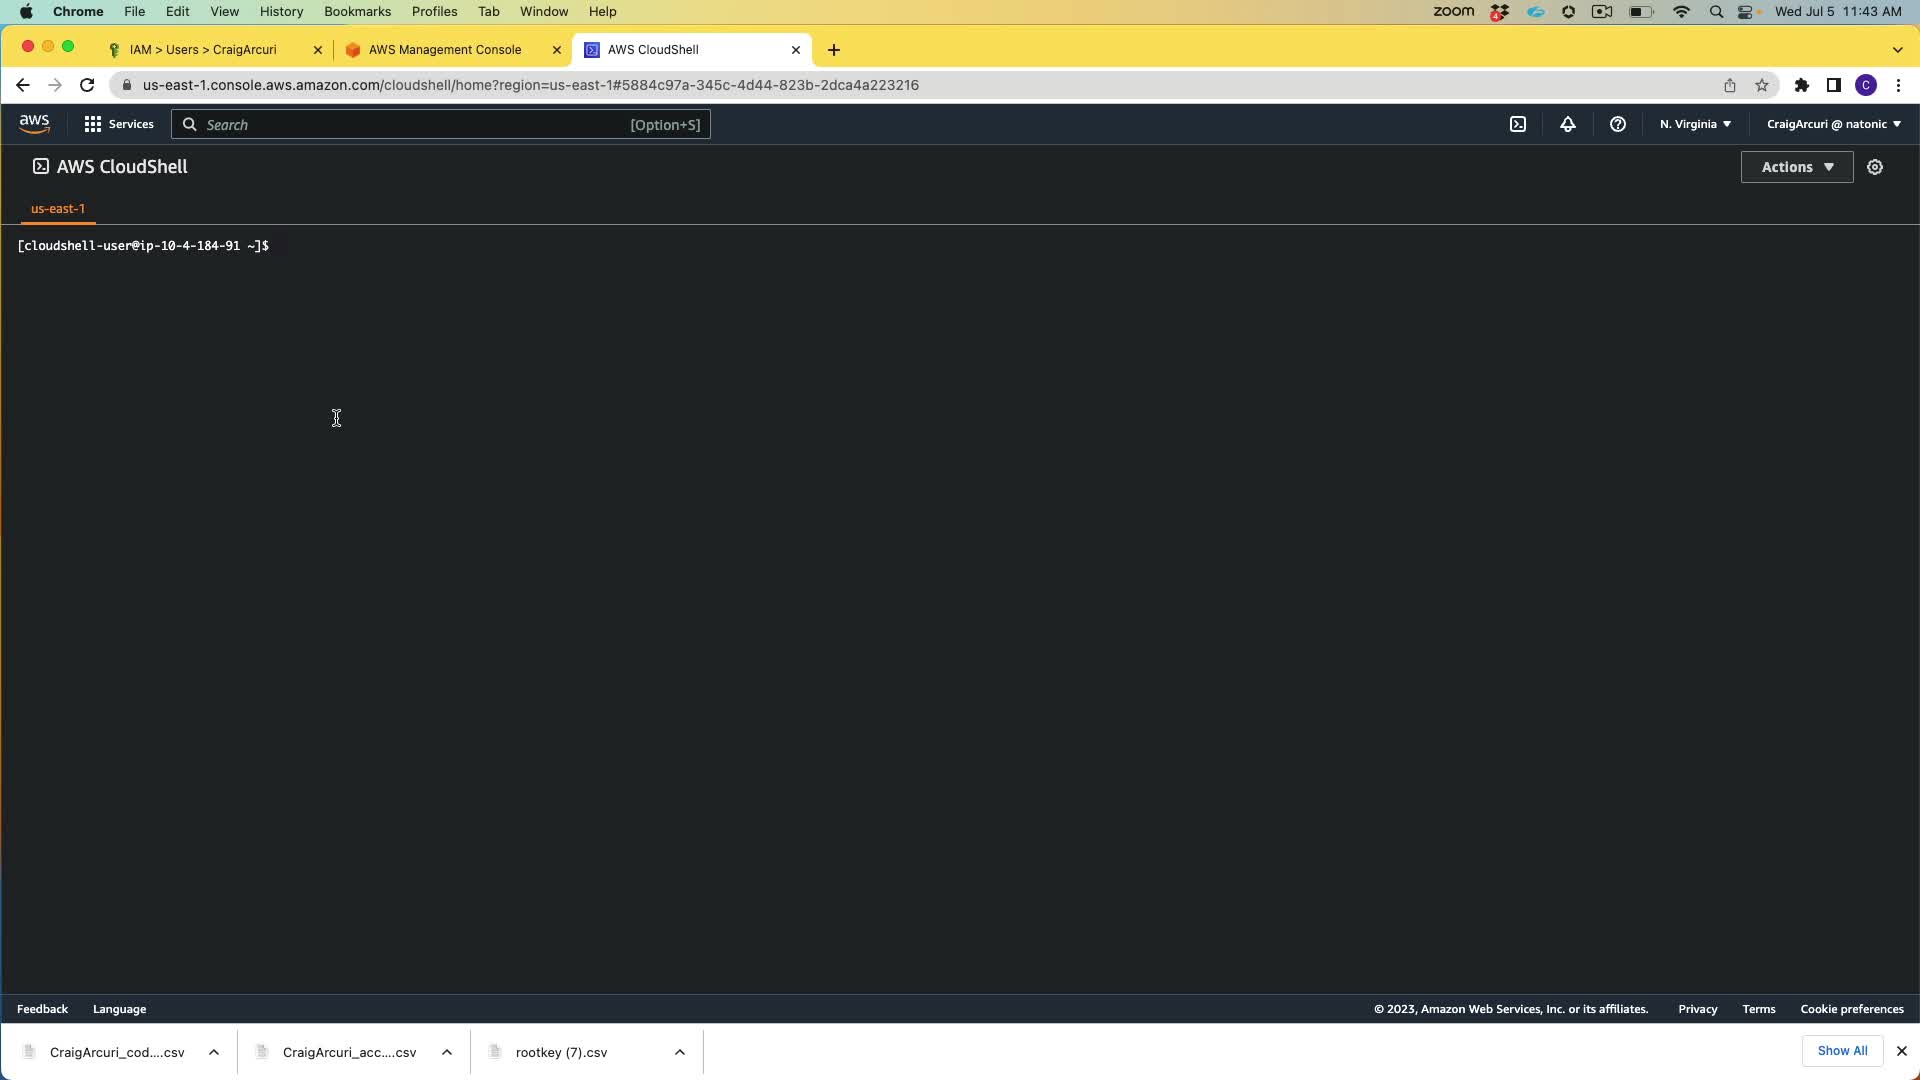 Chrome File Edit View History Bookmarks Profiles Tab Window Help zoom 4 Wed Jul 5 11:43 AM
IAM > Users > CraigArcuri AWS Management Console AWS CloudShell
us-east-1.console.aws.amazon.com/cloudshell/home?region=us-east-1#5884c97a-345c-4d44-823b-2dca4a223216 C
aws Services Search [Option+S] N. Virginia CraigArcuri @ natonic
AWS CloudShell Actions
us-east-1
[cloudshell-user@ip-10-4-184-91 ~]$
Feedback Language © 2023, Amazon Web Services, Inc. or its affiliates. Privacy Terms Cookie preferences
CraigArcuri_cod....csv CraigArcuri_acc....csv rootkey (7).csv Show All